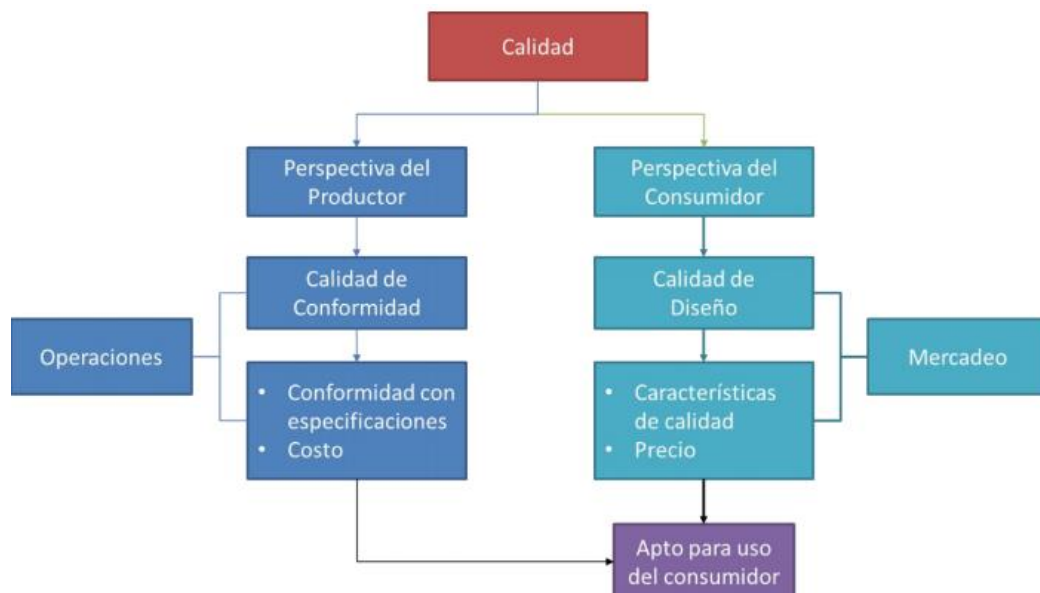 Calidad
Perspectiva del
Productor
Perspectiva del
Consumidor
Calidad de
Conformidad
Calidad de
Diseño
Operaciones
Mercadeo
• Conformidad con
especificaciones
• Costo
• Características
de calidad
• Precio
Apto para uso
del consumidor